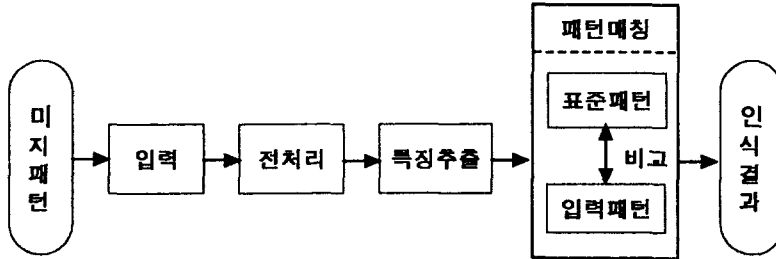 미지패턴
입력
전처리
특징추출
패턴매칭
표준패턴
비교
입력패턴
인식결과